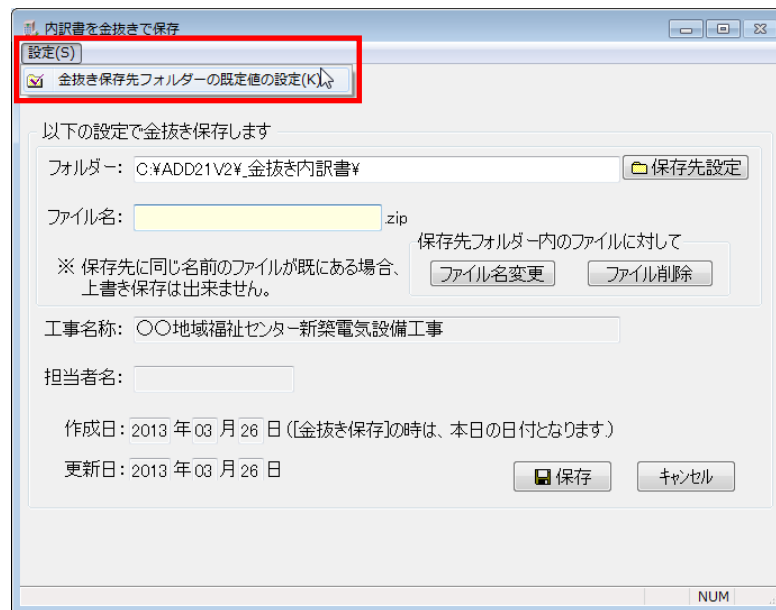 内訳書を金抜きで保存
設定(S)
金抜き保存先フォルダーの既定値の設定(K)
以下の設定で金抜き保存します
フォルダー: C:¥ADD21V2¥_金抜き内訳書¥ 保存先設定
ファイル名: .zip
保存先フォルダー内のファイルに対して
※ 保存先に同じ名前のファイルが既にある場合、
上書き保存は出来ません。
ファイル名変更 ファイル削除
工事名称: 〇〇地域福祉センター新築電気設備工事
担当者名:
作成日: 2013 年 03 月 26 日 ([金抜き保存]の時は、本日の日付となります.)
更新日: 2013 年 03 月 26 日
保存 キャンセル
NUM